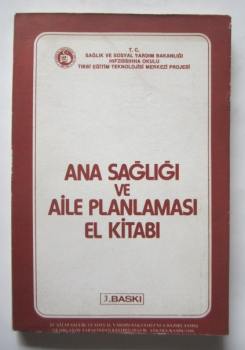 T. C.
SAĞLIK VE SOSYAL YARDIM BAKANLIĞI
HIFZISSIHHA OKULU
TIBBİ EĞİTİM TEKNOLOJİSİ MERKEZİ PROJESİ
ANA SAĞLIĞI
VE
AİLE PLANLAMASI
EL KİTABI
1.BASKI